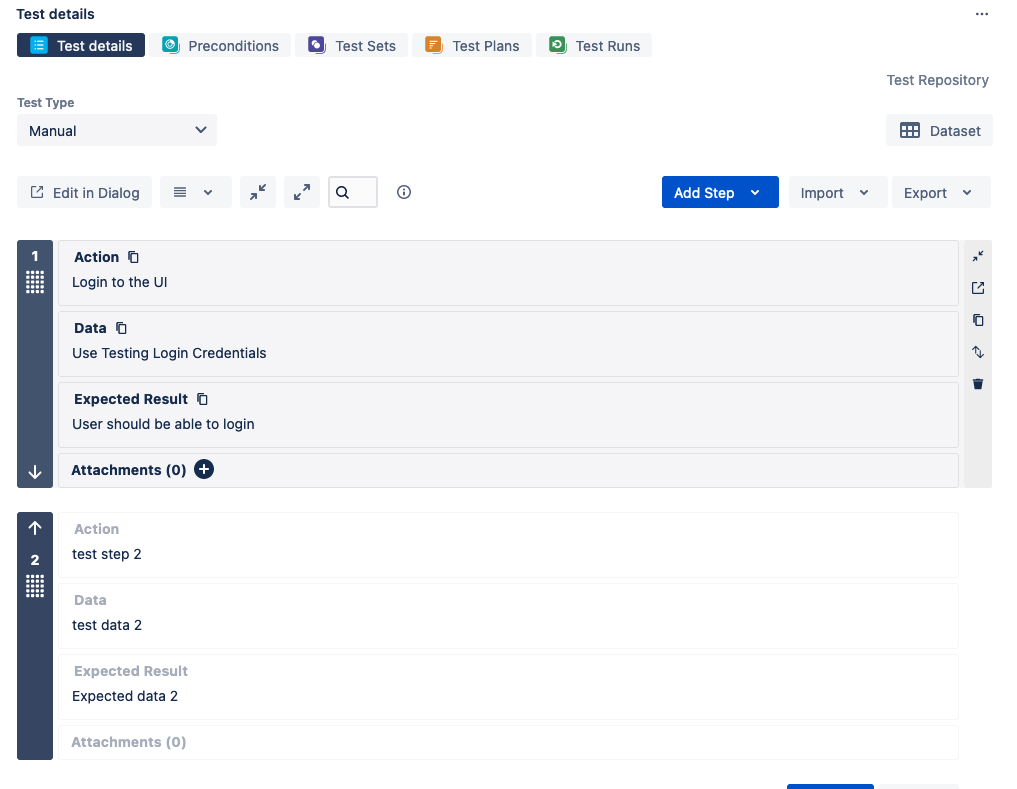 Test details
Test details Preconditions Test Sets Test Plans Test Runs
Test Repository
Test Type
Manual
Dataset
Edit in Dialog
Add Step Import Export
1
Action
Login to the UI
Data
Use Testing Login Credentials
Expected Result
User should be able to login
Attachments (0)
2
Action
test step 2
Data
test data 2
Expected Result
Expected data 2
Attachments (0)